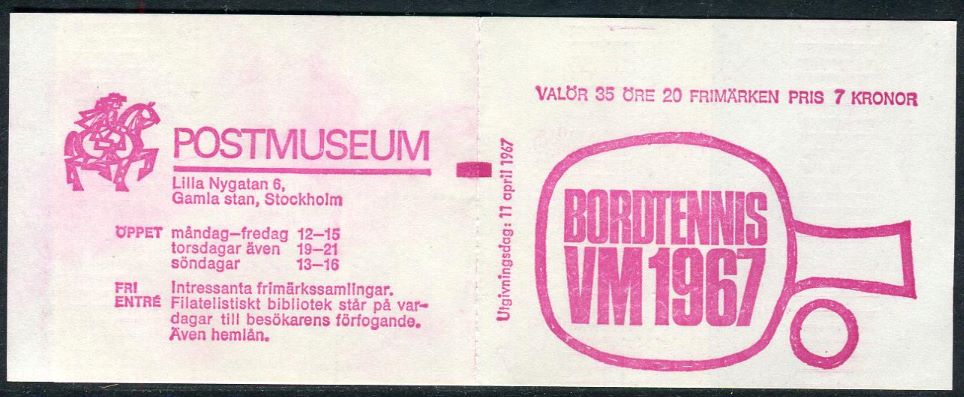 POSTMUSEUM
Lilla Nygatan 6,
Gamla stan, Stockholm
ÖPPET måndag–fredag 12–15
torsdagar även 19–21
söndagar 13–16
FRI ENTRÉ
Intressanta frimärkssamlingar.
Filatelistiskt bibliotek står på var-
dagar till besökarens förfogande.
Även hemlån.
Utgivningsdag: 11 april 1967
VALÖR 35 ÖRE 20 FRIMÄRKEN PRIS 7 KRONOR
BORDTENNIS
VM 1967